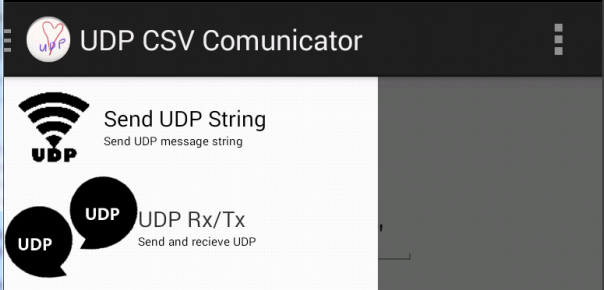 UDP
UDP CSV Comunicator
Send UDP String
Send UDP message string
UDP
UDP
UDP Rx/Tx
UDP
Send and recieve UDP